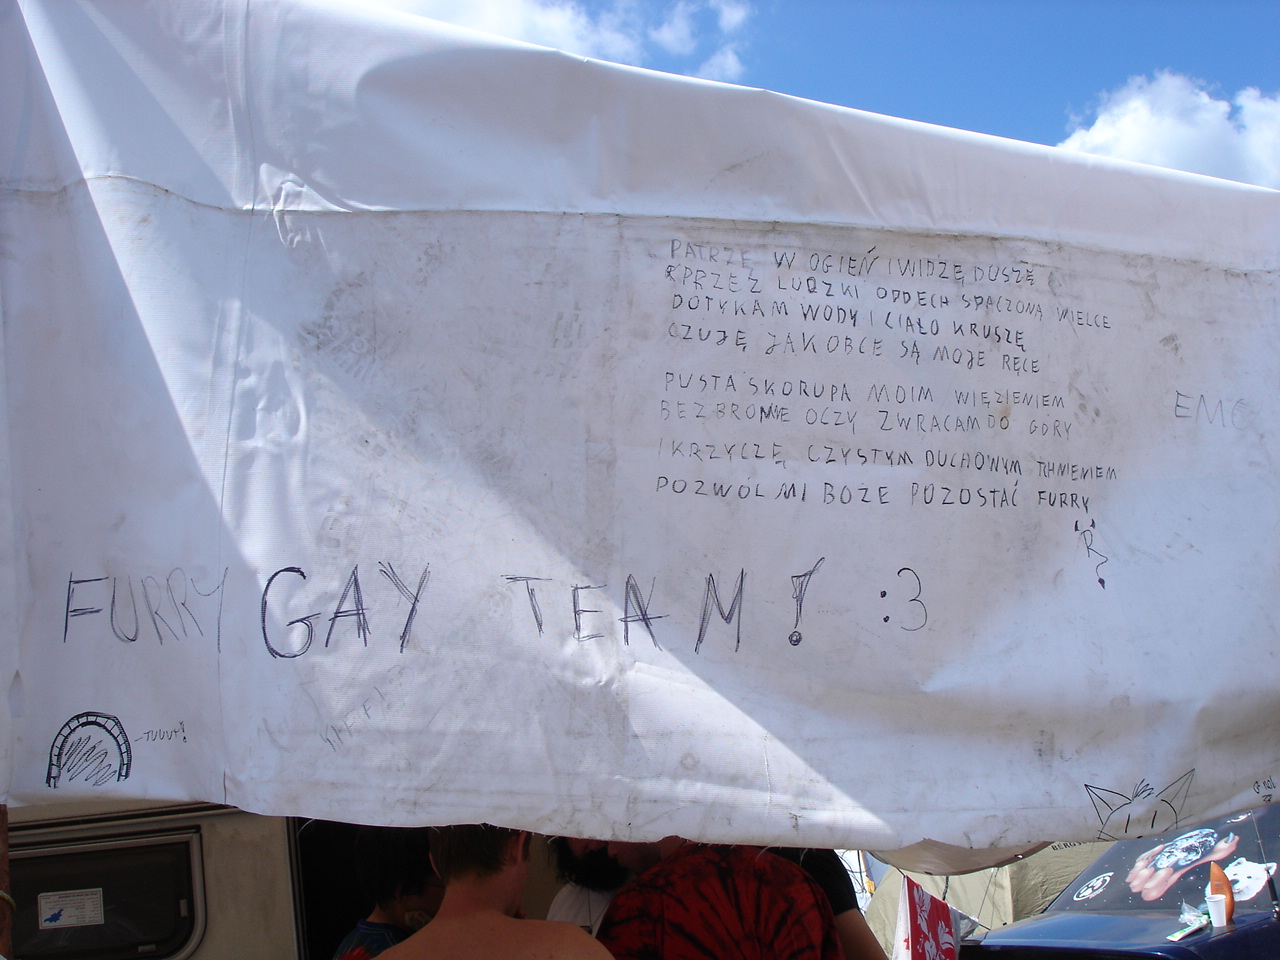 PATRZĘ W OGIEŃ I WIDZĘ DUSZĘ
PRZEZ LUDZKI ODDECH SPACZONĄ WIELCE
DOTYKAM WODY I CIAŁO KRUSZĘ
CZUJĘ JAK OBCE SĄ MOJE RĘCE
PUSTA SKORUPA MOIM WIĘZIENIEM
BEZBRONNE OCZY ZWRACAM DO GÓRY
I KRZYCZĘ CZYSTYM DUCHOWYM TCHNIENIEM
POZWÓL MI BOŻE POZOSTAĆ FURRY
R
EMO
FURRY GAY TEAM! :3
-TUUUY!